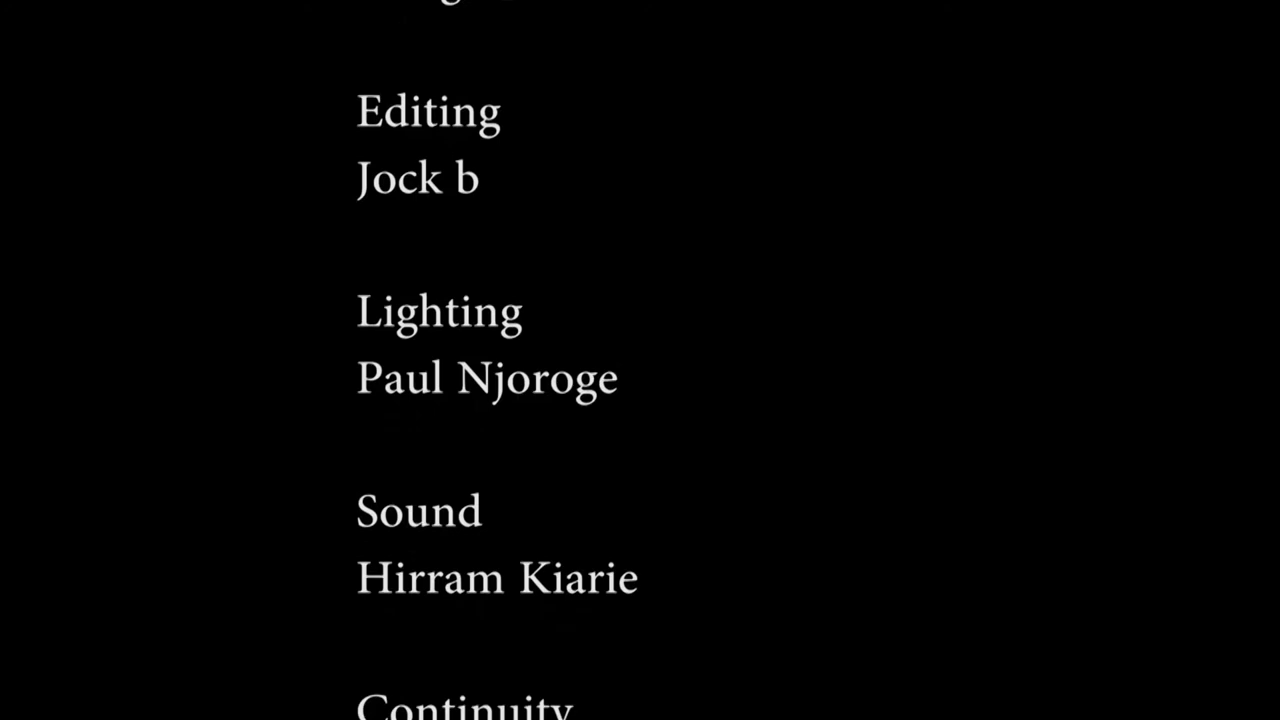 Editing
Jock b
Lighting
Paul Njoroge
Sound
Hirram Kiarie
Continuity